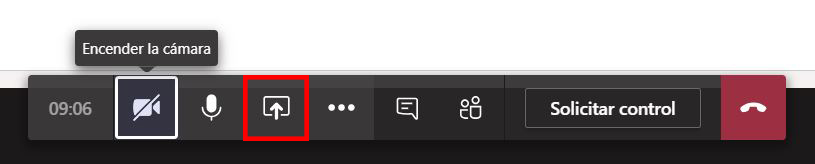 Encender la cámara
09:06
Solicitar control